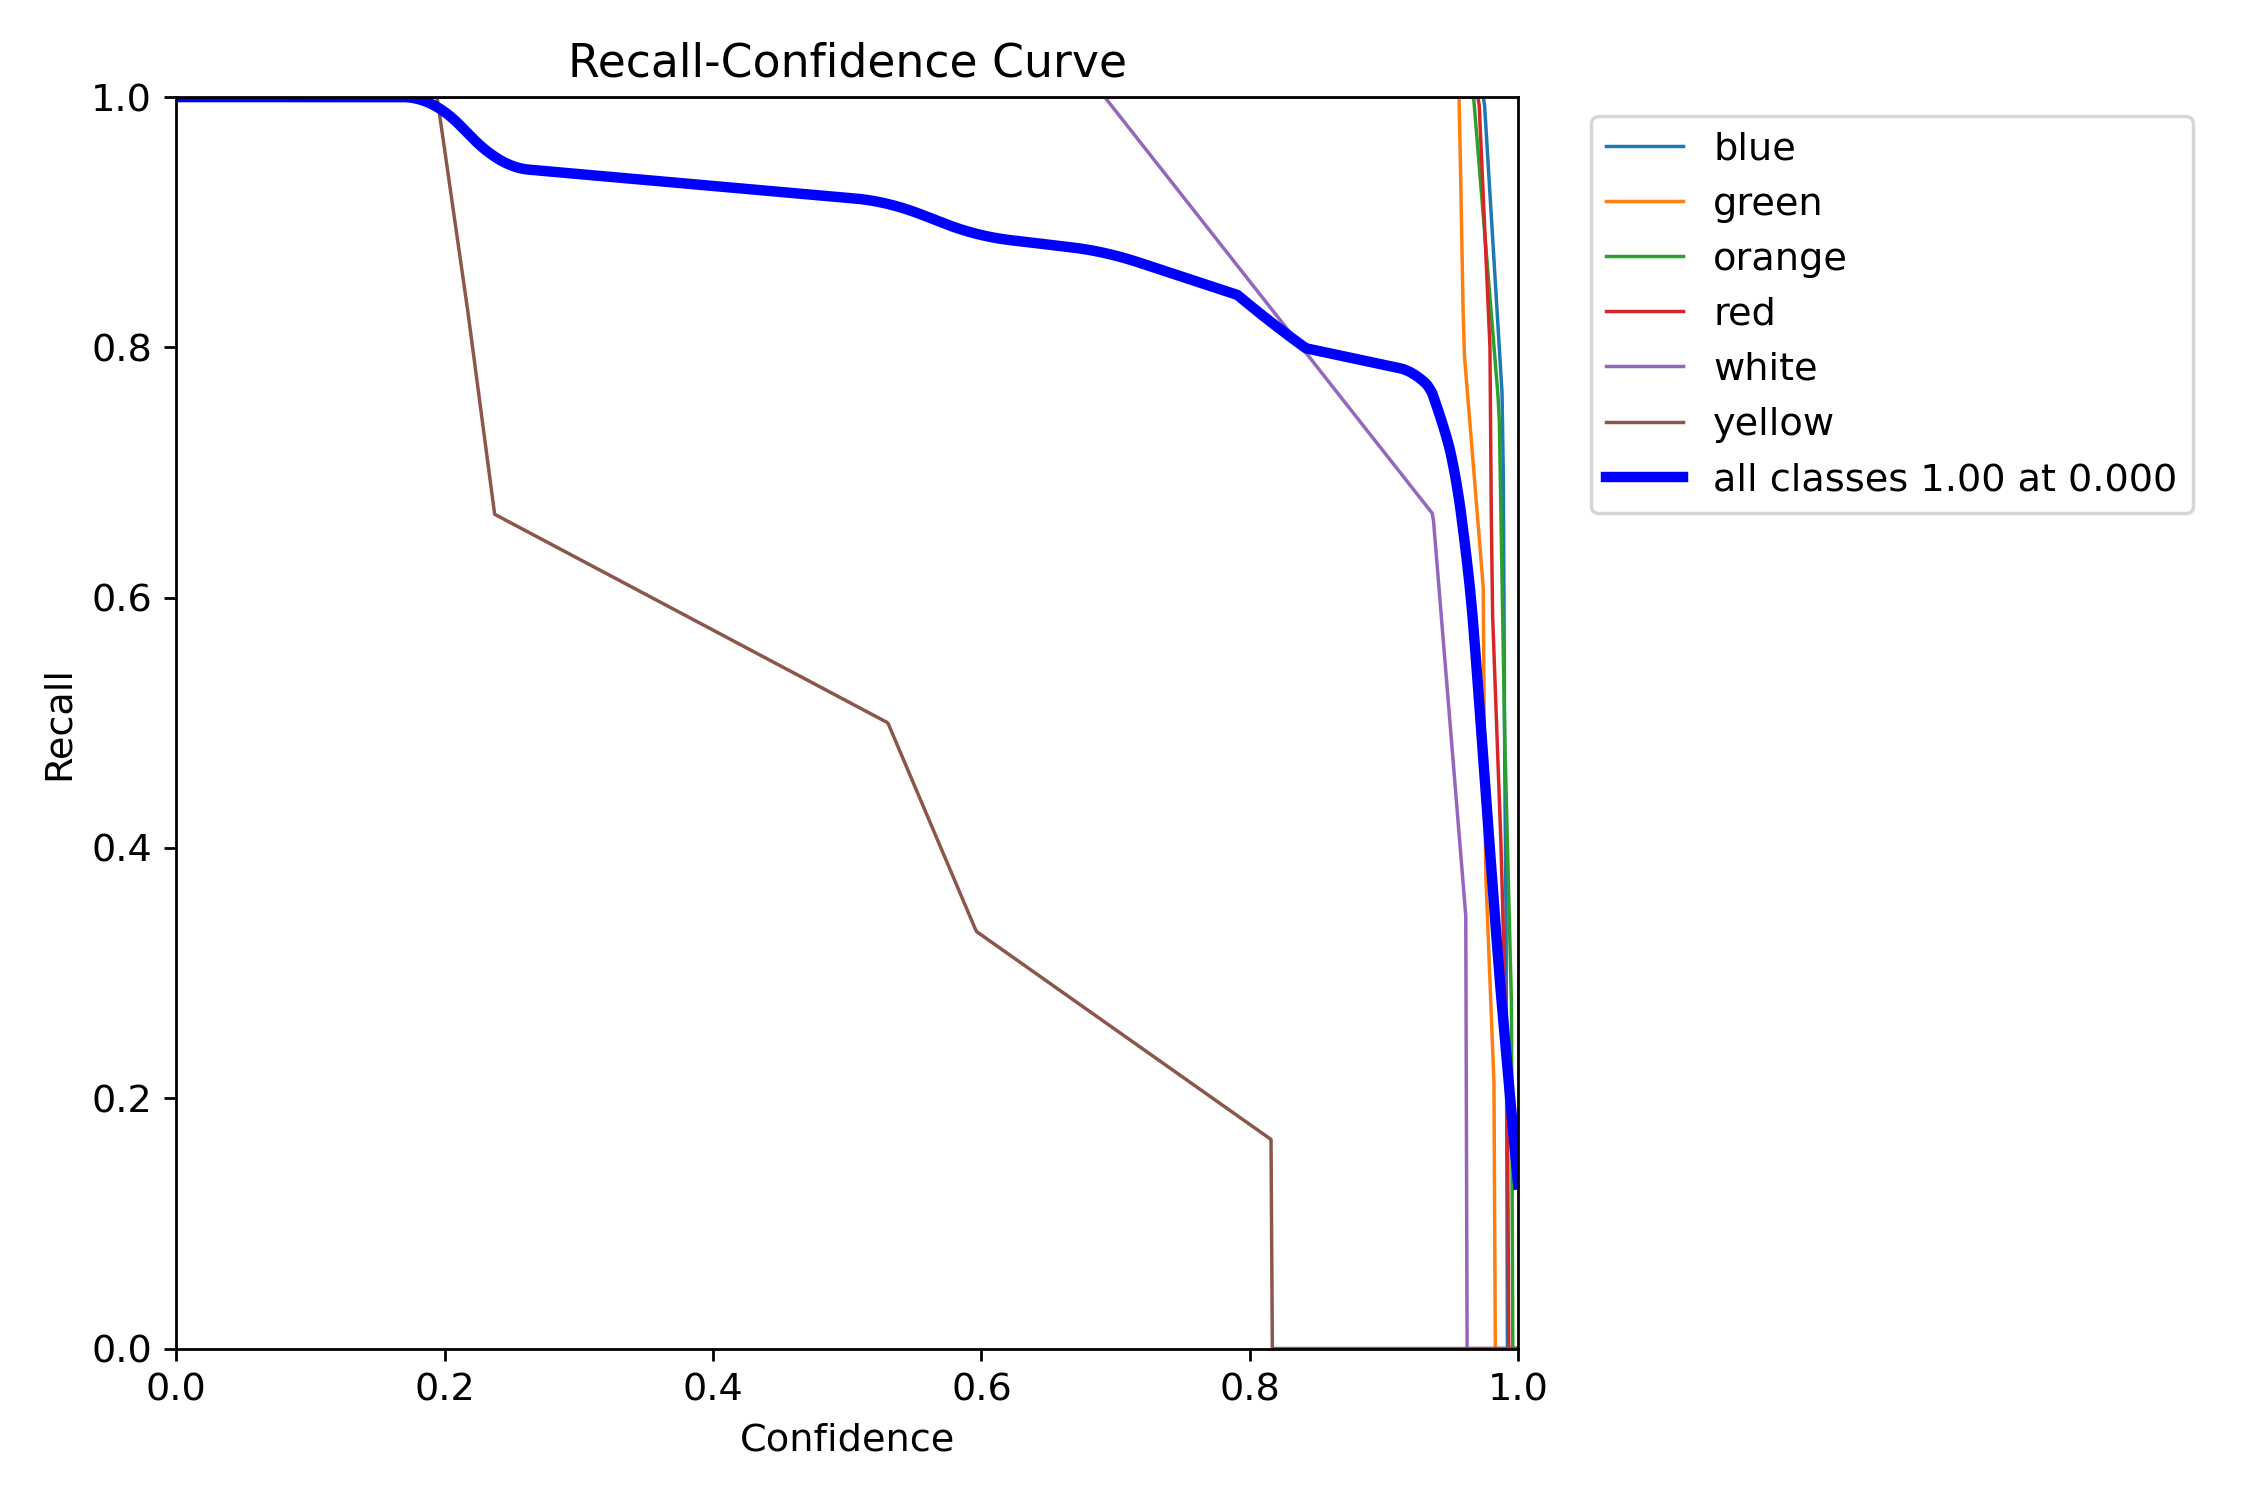 Recall-Confidence Curve
1.0
0.8
0.6
0.4
0.2
0.0
Recall
0.0 0.2 0.4 0.6 0.8 1.0
Confidence
blue
green
orange
red
white
yellow
all classes 1.00 at 0.000